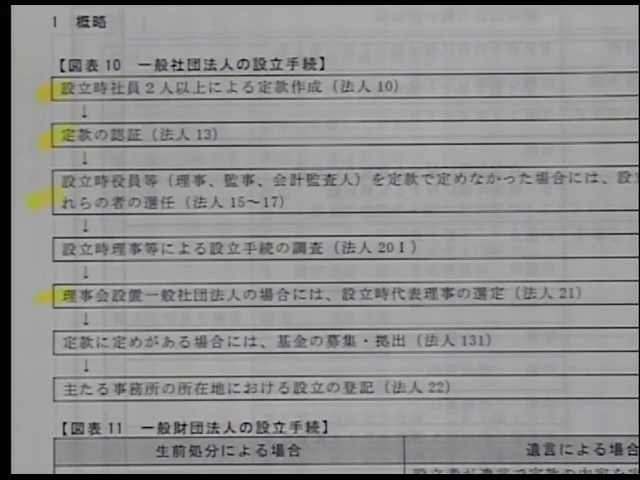 1 概略
【図表10 一般社団法人の設立手続】
設立時社員2人以上による定款作成（法人10）
↓
定款の認証（法人13）
↓
設立時役員等（理事、監事、会計監査人）を定款で定めなかった場合には、設
れらの者の選任（法人15～17）
↓
設立時理事等による設立手続の調査（法人20Ⅰ）
↓
理事会設置一般社団法人の場合には、設立時代表理事の選定（法人21）
↓
定款に定めがある場合には、基金の募集・拠出（法人131）
↓
主たる事務所の所在地における設立の登記（法人22）
【図表11 一般財団法人の設立手続】
生前処分による場合 遺言による場合